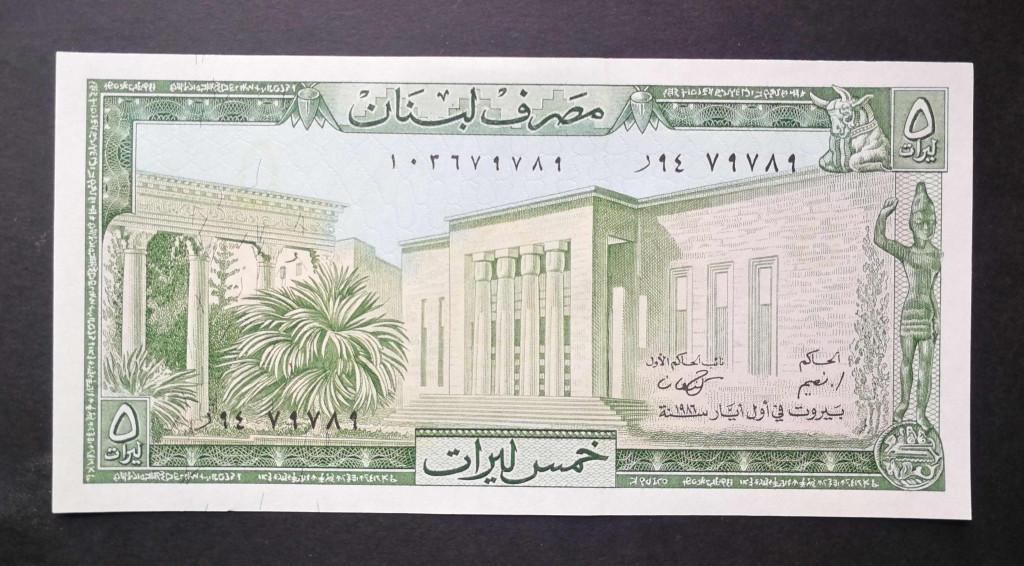 مصرف لبنان
٥
ليرات
١٠٣٦٧٩٧٨٩
ر٩٤ ٧٩٧٨٩
الحاكم
نائب الحاكم الأول
ا. نعيم
بيروت في أول أيار سنة ١٩٨٦
ر٩٤ ٧٩٧٨٩
٥
ليرات
خمس ليرات